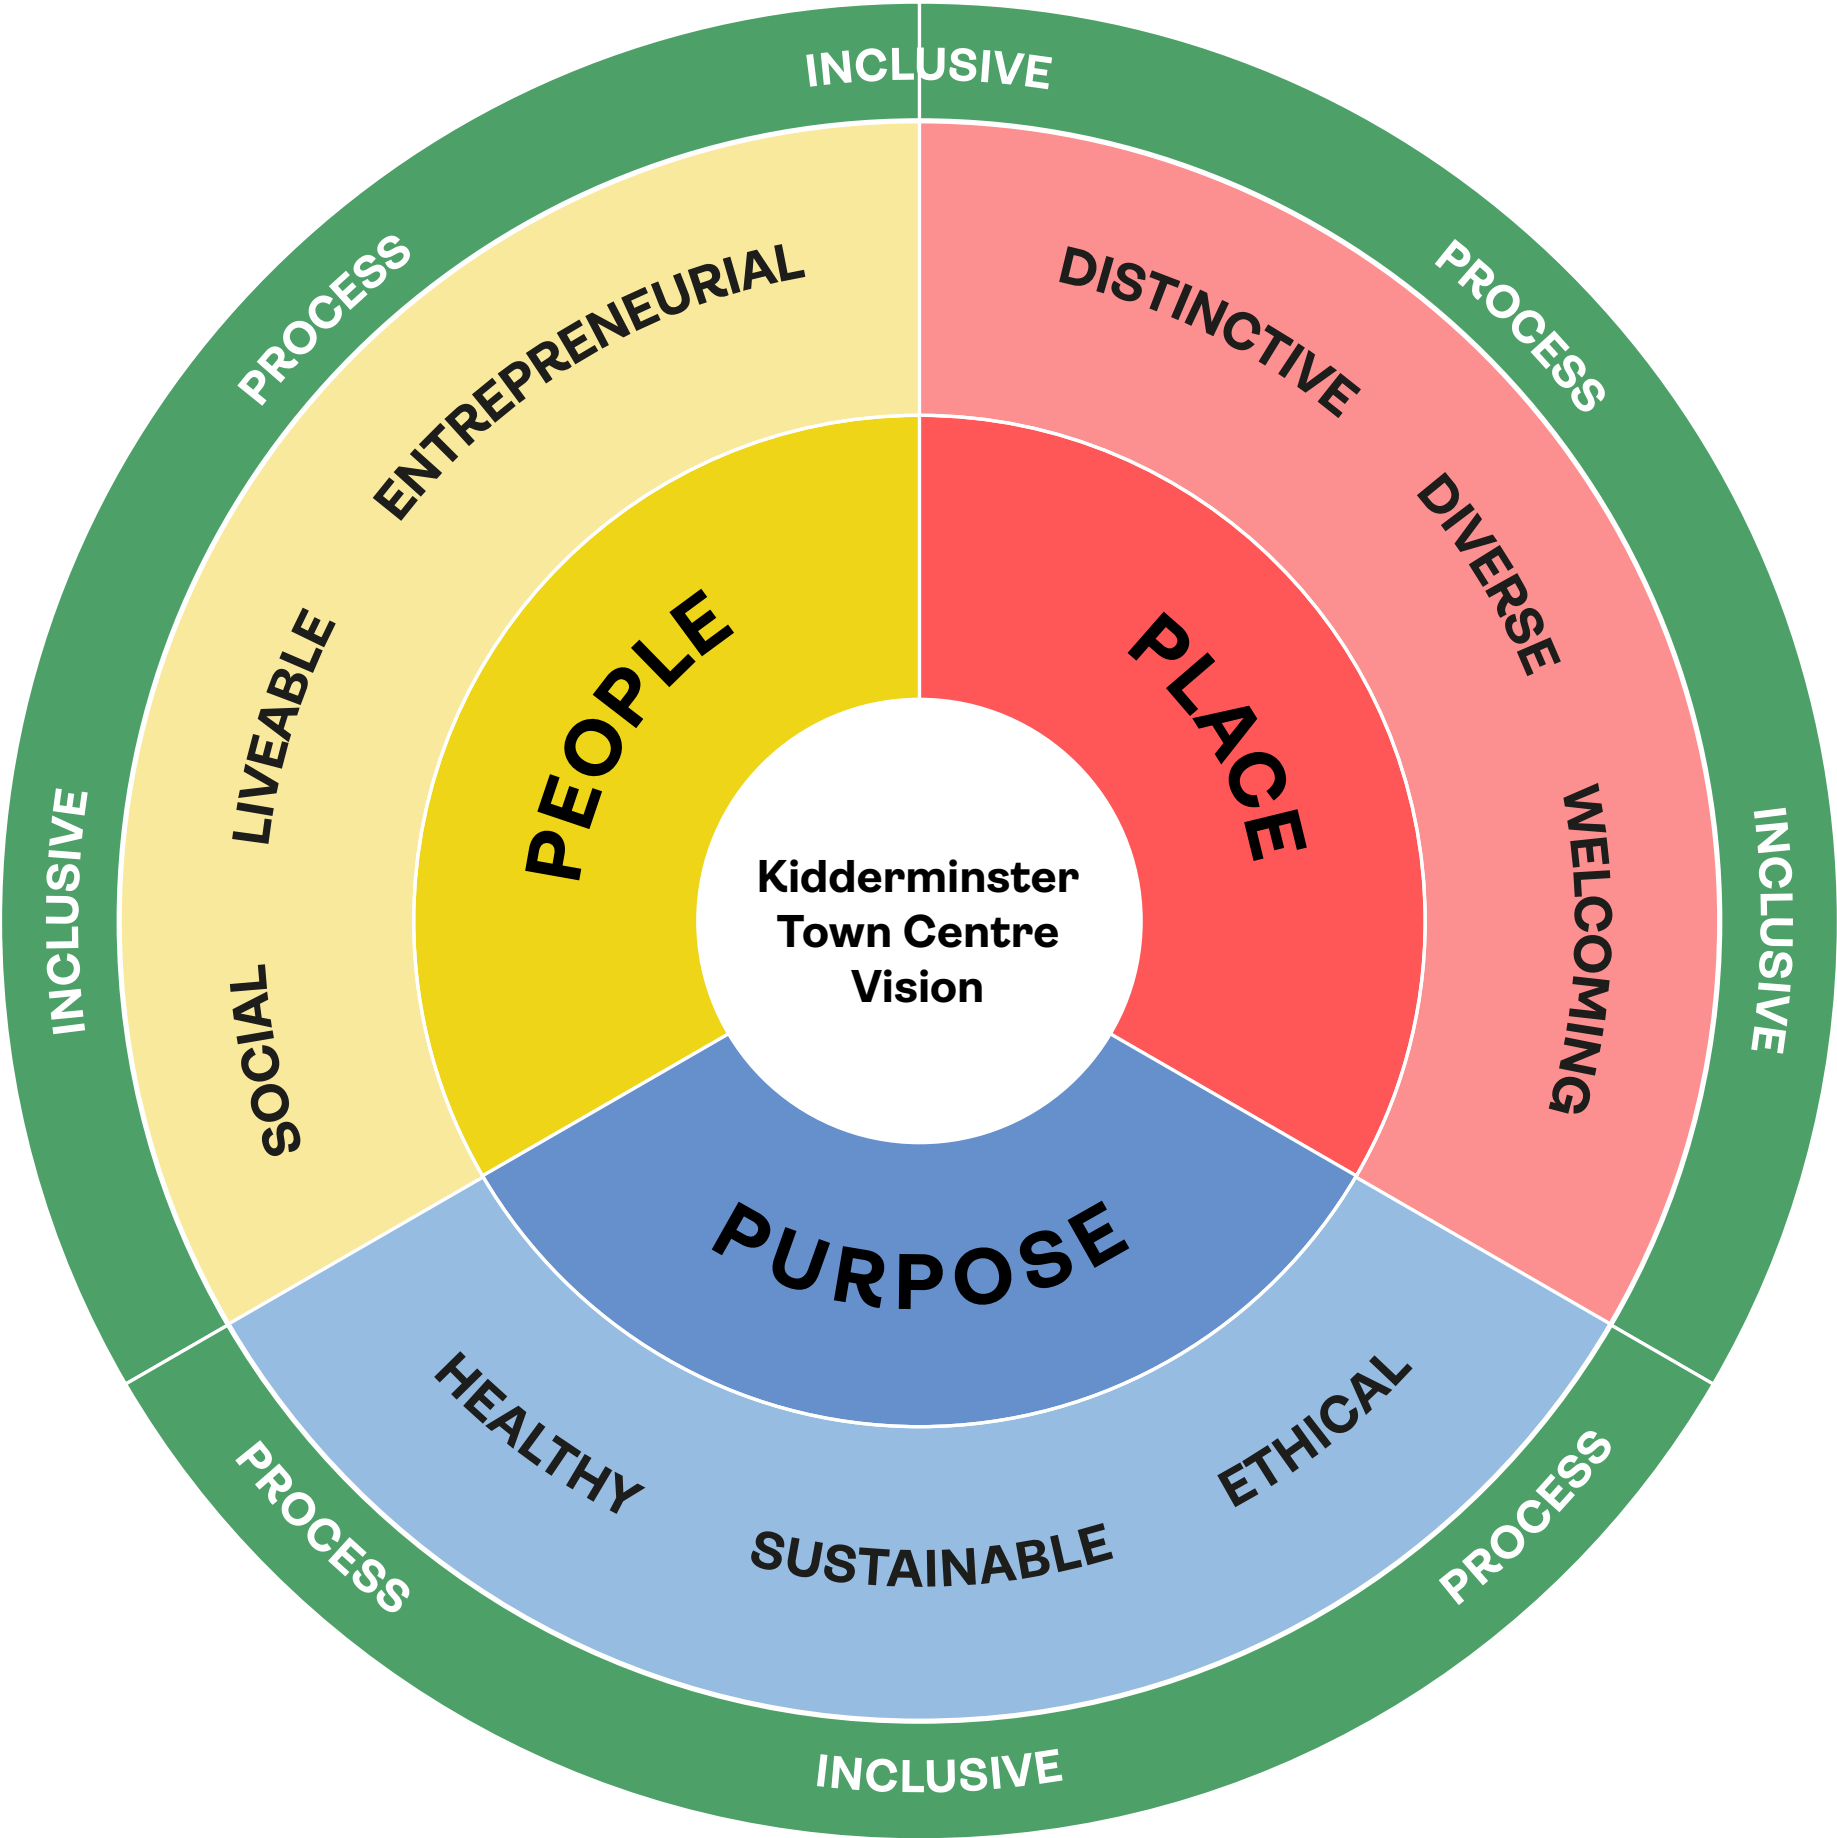 INCLUSIVE
PROCESS
INCLUSIVE
PROCESS
INCLUSIVE
PROCESS
INCLUSIVE
PROCESS
DISTINCTIVE
DIVERSE
WELCOMING
ETHICAL
SUSTAINABLE
HEALTHY
SOCIAL
LIVEABLE
ENTREPRENEURIAL
PEOPLE
PLACE
PURPOSE
Kidderminster
Town Centre
Vision